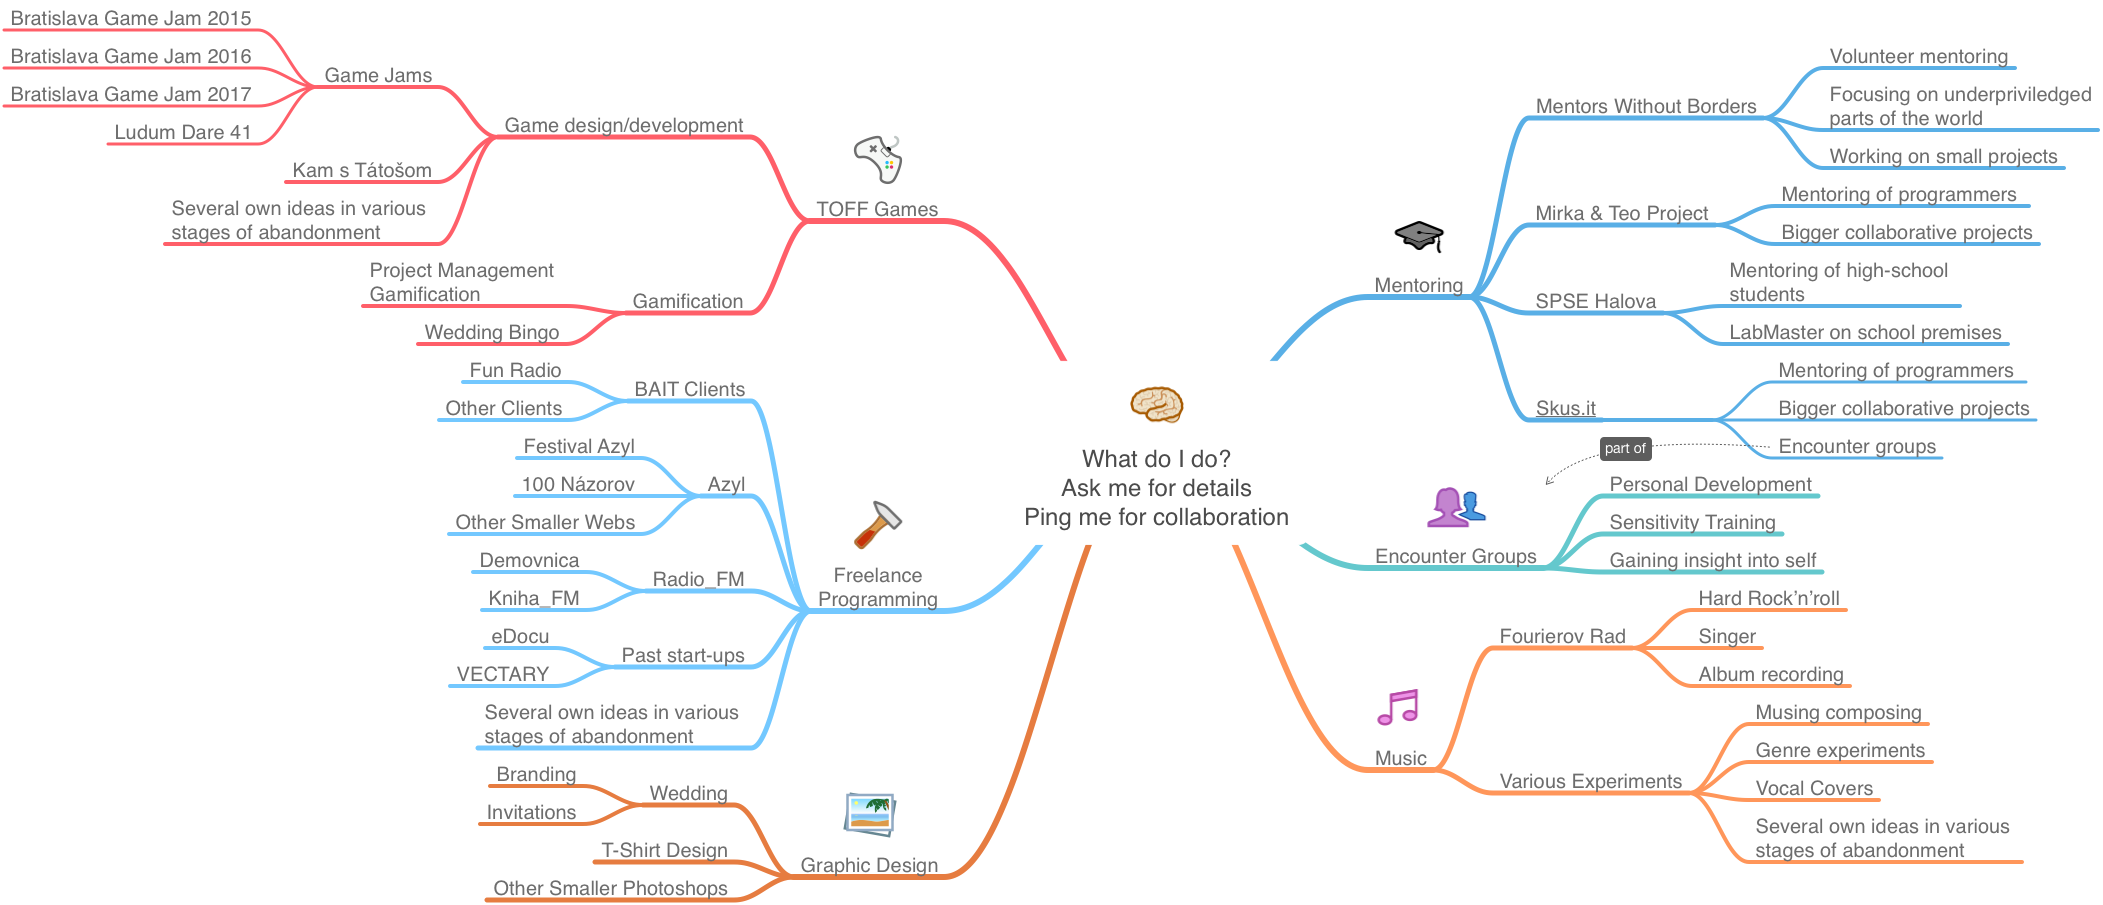 Bratislava Game Jam 2015
Bratislava Game Jam 2016
Bratislava Game Jam 2017
Ludum Dare 41
Game Jams
Kam s Tátošom
Several own ideas in various
stages of abandonment
Game design/development
Project Management
Gamification
Wedding Bingo
Gamification
TOFF Games
Fun Radio
Other Clients
BAIT Clients
Festival Azyl
100 Názorov
Other Smaller Webs
Azyl
Demovnica
Kniha_FM
Radio_FM
eDocu
VECTARY
Past start-ups
Several own ideas in various
stages of abandonment
Freelance
Programming
Branding
Invitations
Wedding
T-Shirt Design
Other Smaller Photoshops
Graphic Design
What do I do?
Ask me for details
Ping me for collaboration
Mentoring
Mentors Without Borders
Volunteer mentoring
Focusing on underpriviledged
parts of the world
Working on small projects
Mirka & Teo Project
Mentoring of programmers
Bigger collaborative projects
SPSE Halova
Mentoring of high-school
students
LabMaster on school premises
Skus.it
Mentoring of programmers
Bigger collaborative projects
Encounter groups
part of
Encounter Groups
Personal Development
Sensitivity Training
Gaining insight into self
Music
Fourierov Rad
Hard Rock’n’roll
Singer
Album recording
Various Experiments
Musing composing
Genre experiments
Vocal Covers
Several own ideas in various
stages of abandonment